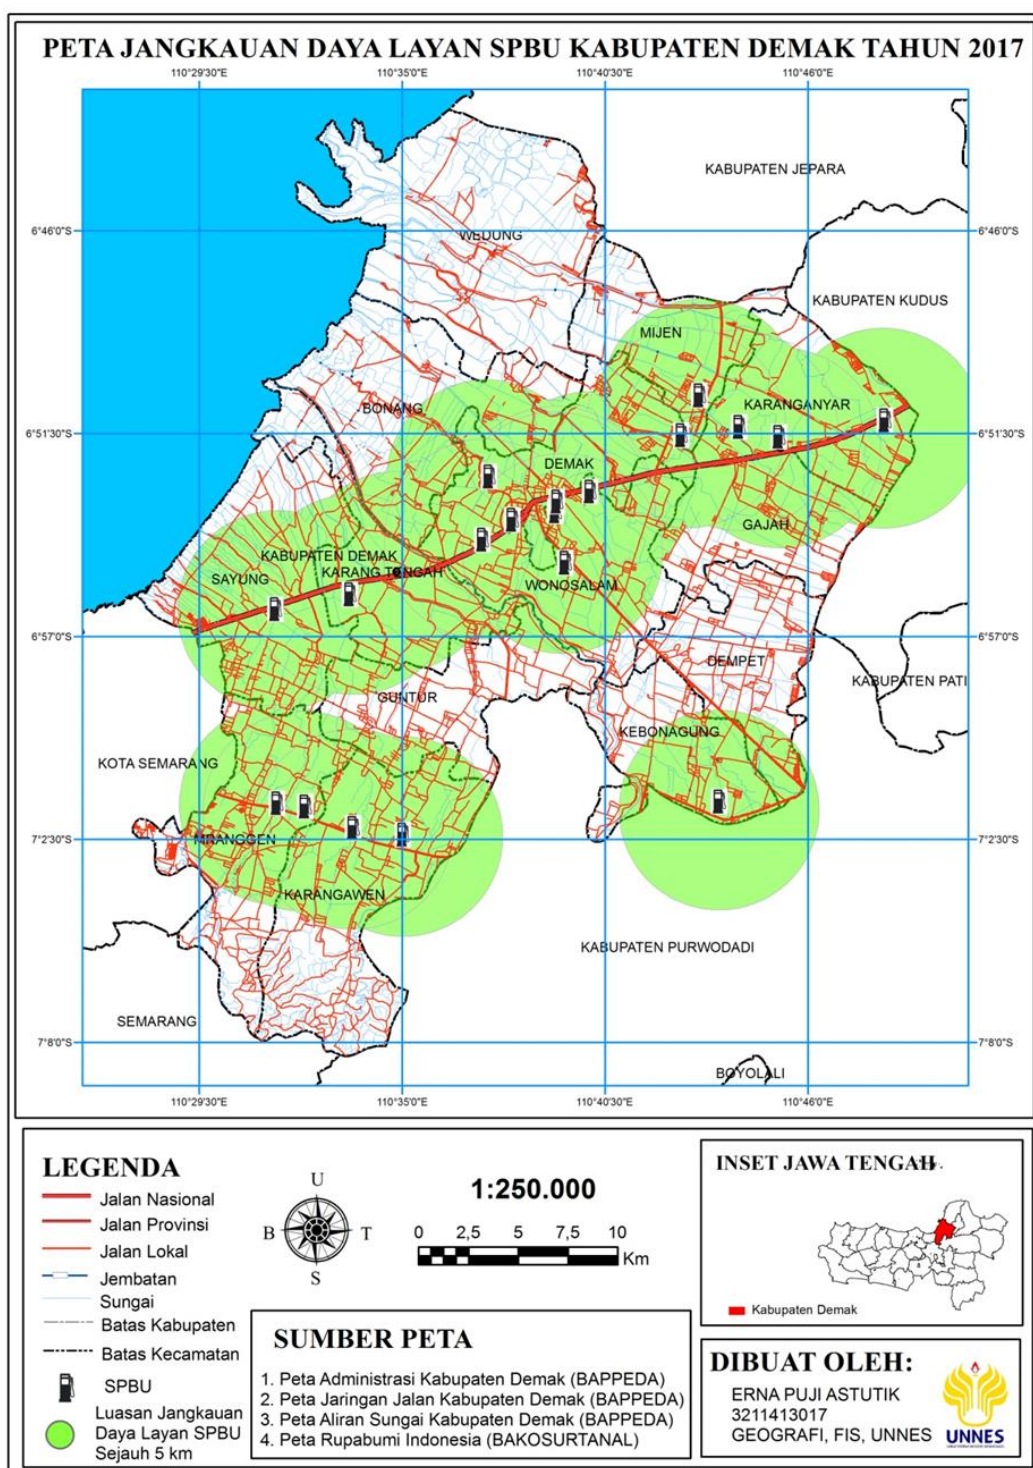 PETA JANGKAUAN DAYA LAYAN SPBU KABUPATEN DEMAK TAHUN 2017
110°29'30"E
110°35'0"E
110°40'30"E
110°46'0"E
KABUPATEN JEPARA
6°46'0"S
WEDUNG
6°46'0"S
KABUPATEN KUDUS
MIJEN
KARANGANYAR
BONANG
6°51'30"S
6°51'30"S
DEMAK
GAJAH
KABUPATEN DEMAK
SAYUNG
KARANG TENGAH
WONOSALAM
6°57'0"S
6°57'0"S
DEMPET
KABUPATEN PATI
GUNTUR
KEBONAGUNG
KOTA SEMARANG
7°2'30"S
MRANGGEN
7°2'30"S
KARANGAWEN
KABUPATEN PURWODADI
SEMARANG
7°8'0"S
7°8'0"S
BOYOLALI
110°29'30"E
110°35'0"E
110°40'30"E
110°46'0"E
LEGENDA
Jalan Nasional
Jalan Provinsi
Jalan Lokal
Jembatan
Sungai
Batas Kabupaten
Batas Kecamatan
SPBU
Luasan Jangkauan
Daya Layan SPBU
Sejauh 5 km
U
B
T
S
1:250.000
0 2,5 5 7,5 10
Km
SUMBER PETA
1. Peta Administrasi Kabupaten Demak (BAPPEDA)
2. Peta Jaringan Jalan Kabupaten Demak (BAPPEDA)
3. Peta Aliran Sungai Kabupaten Demak (BAPPEDA)
4. Peta Rupabumi Indonesia (BAKOSURTANAL)
INSET JAWA TENGAH
Kabupaten Demak
DIBUAT OLEH:
ERNA PUJI ASTUTIK
3211413017
GEOGRAFI, FIS, UNNES
UNNES